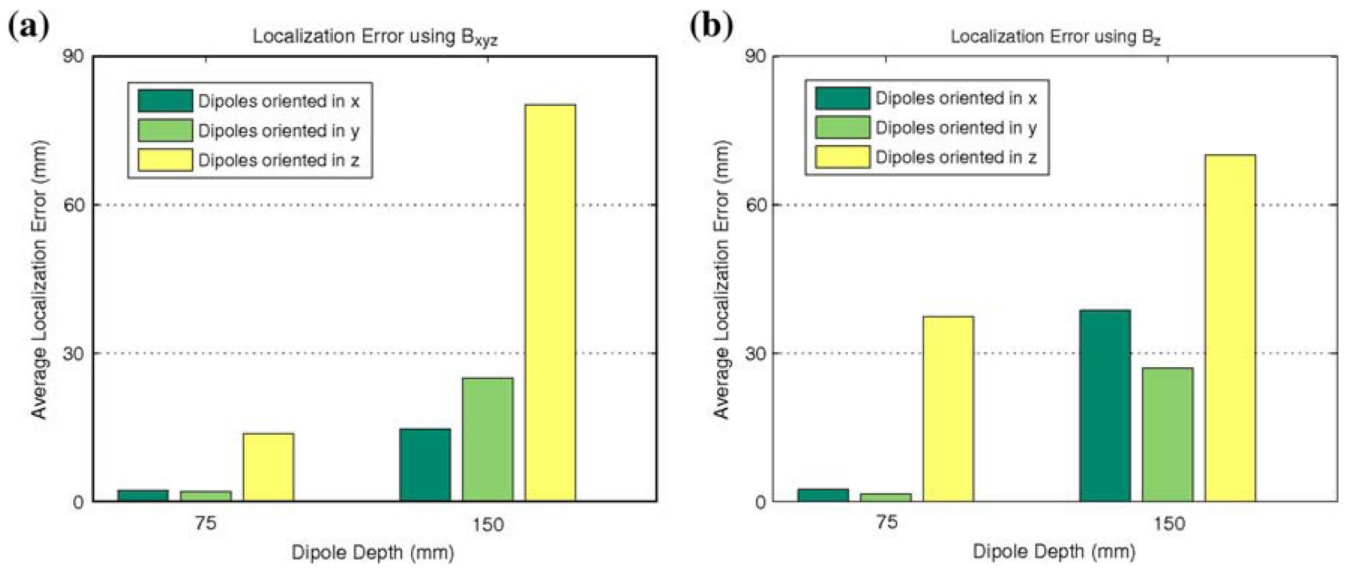 (a)
Localization Error using Bxyz
90
60
30
0
Average Localization Error (mm)
Dipoles oriented in x
Dipoles oriented in y
Dipoles oriented in z
75
150
Dipole Depth (mm)
(b)
Localization Error using Bz
90
60
30
0
Average Localization Error (mm)
Dipoles oriented in x
Dipoles oriented in y
Dipoles oriented in z
75
150
Dipole Depth (mm)